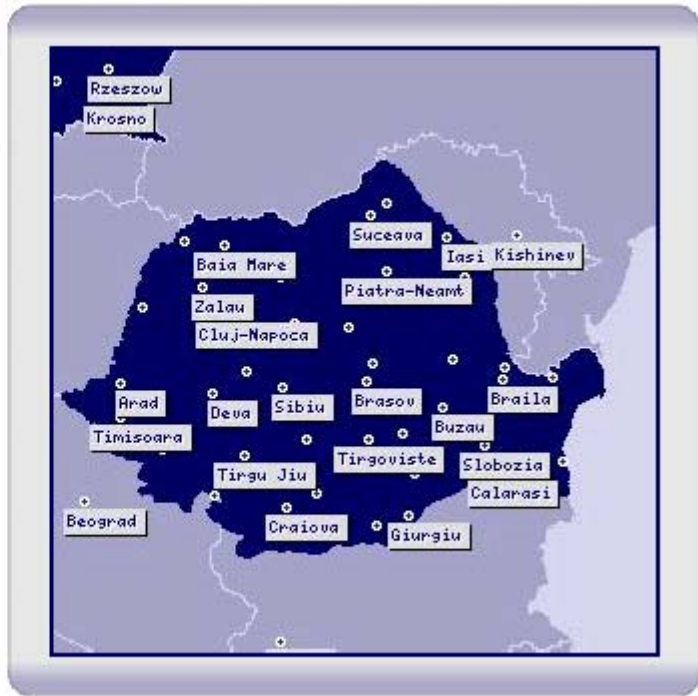 Rzeszow
Krosno
Suceava
Iasi
Kishinev
Baia Mare
Piatra-Neamt
Zalau
Cluj-Napoca
Arad
Deva
Sibiu
Brasov
Braila
Buzau
Timisoara
Tirgu Jiu
Tirgoviste
Slobozia
Calarasi
Beograd
Craiova
Giurgiu